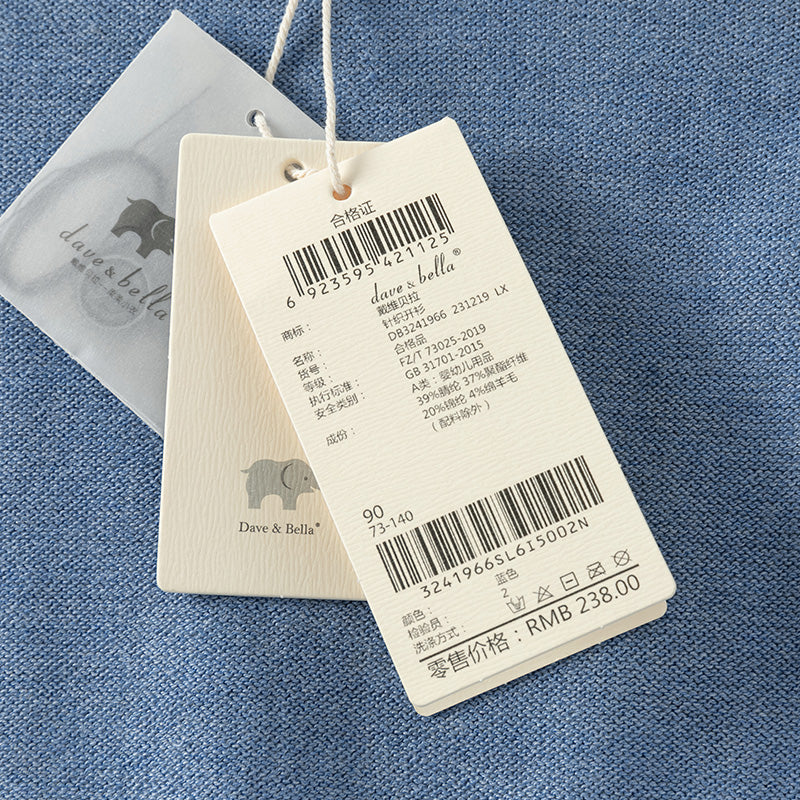 合格证
6 923595 421125
dave & bella®
商标： 戴维贝拉
名称： 针织开衫
货号： DB3241966 231219 LX
等级： 合格品
执行标准： FZ/T 73025-2019
GB 31701-2015
安全类别： A类：婴幼儿用品
成份： 39%腈纶 37%聚酯纤维
20%锦纶 4%绵羊毛
（配料除外）
90
73-140
3241966SL615002N
颜色： 蓝色
检验员： 2
洗涤方式：
零售价格：RMB 238.00
Dave & Bella®
dave & bella